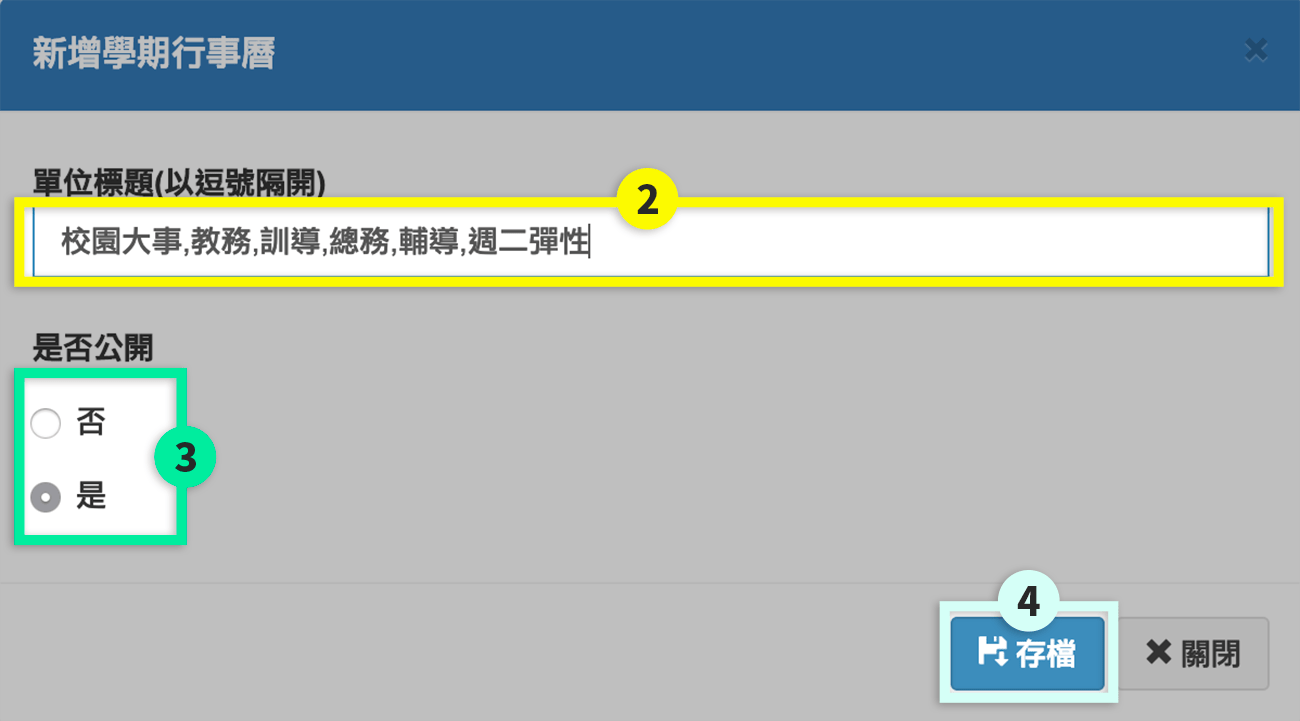 新增學期行事曆
單位標題(以逗號隔開)
2
校園大事,教務,訓導,總務,輔導,週二彈性
是否公開
否
3
是
4
存檔
關閉